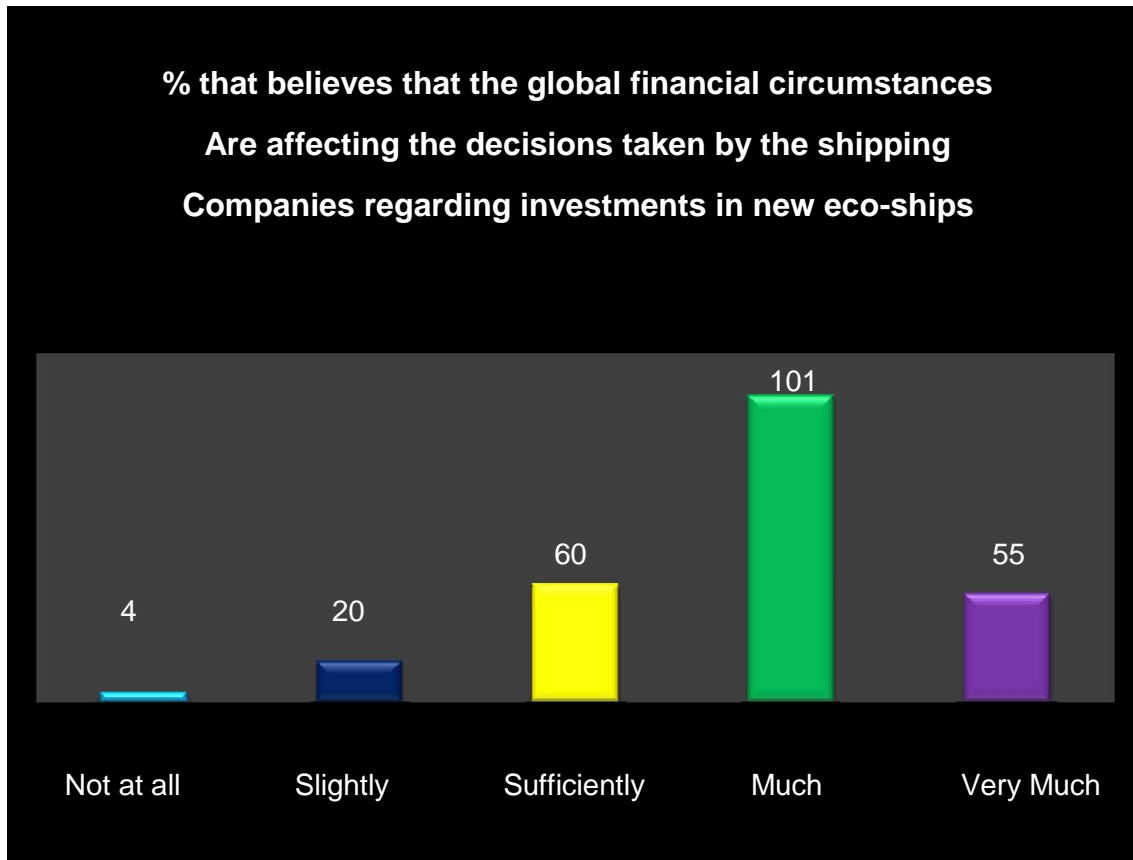 % that believes that the global financial circumstances
Are affecting the decisions taken by the shipping
Companies regarding investments in new eco-ships
101
60
55
4
20
Not at all
Slightly
Sufficiently
Much
Very Much